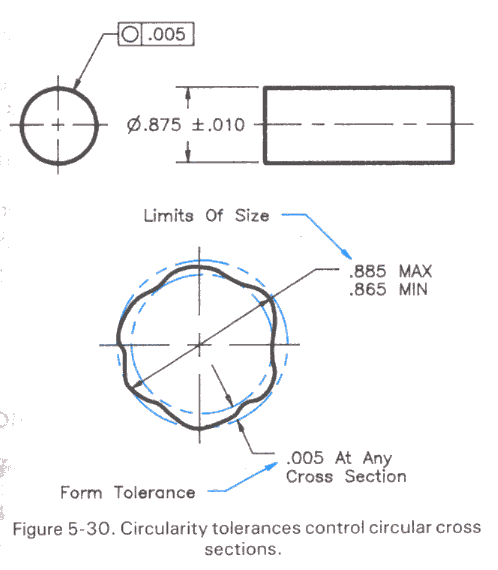 .005
Ø.875 ±.010
Limits Of Size
.885 MAX
.865 MIN
.005 At Any
Cross Section
Form Tolerance
Figure 5-30. Circularity tolerances control circular cross
sections.